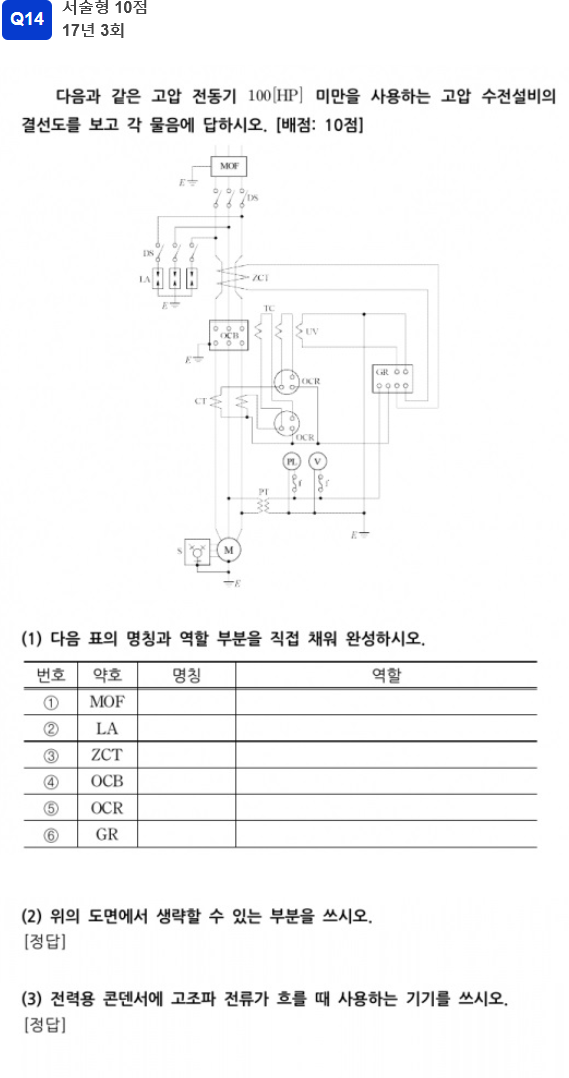 Q14
서술형 10점
17년 3회
다음과 같은 고압 전동기 100[HP] 미만을 사용하는 고압 수전설비의
결선도를 보고 각 물음에 답하시오. [배점: 10점]
MOF
E
DS
DS
LA
ZCT
E
TC
OCB
UV
E
GR
OCR
CT
OCR
PL
V
f
f
PT
E
S
M
E
(1) 다음 표의 명칭과 역할 부분을 직접 채워 완성하시오.
번호 약호 명칭 역할
① MOF
② LA
③ ZCT
④ OCB
⑤ OCR
⑥ GR
(2) 위의 도면에서 생략할 수 있는 부분을 쓰시오.
[정답]
(3) 전력용 콘덴서에 고조파 전류가 흐를 때 사용하는 기기를 쓰시오.
[정답]